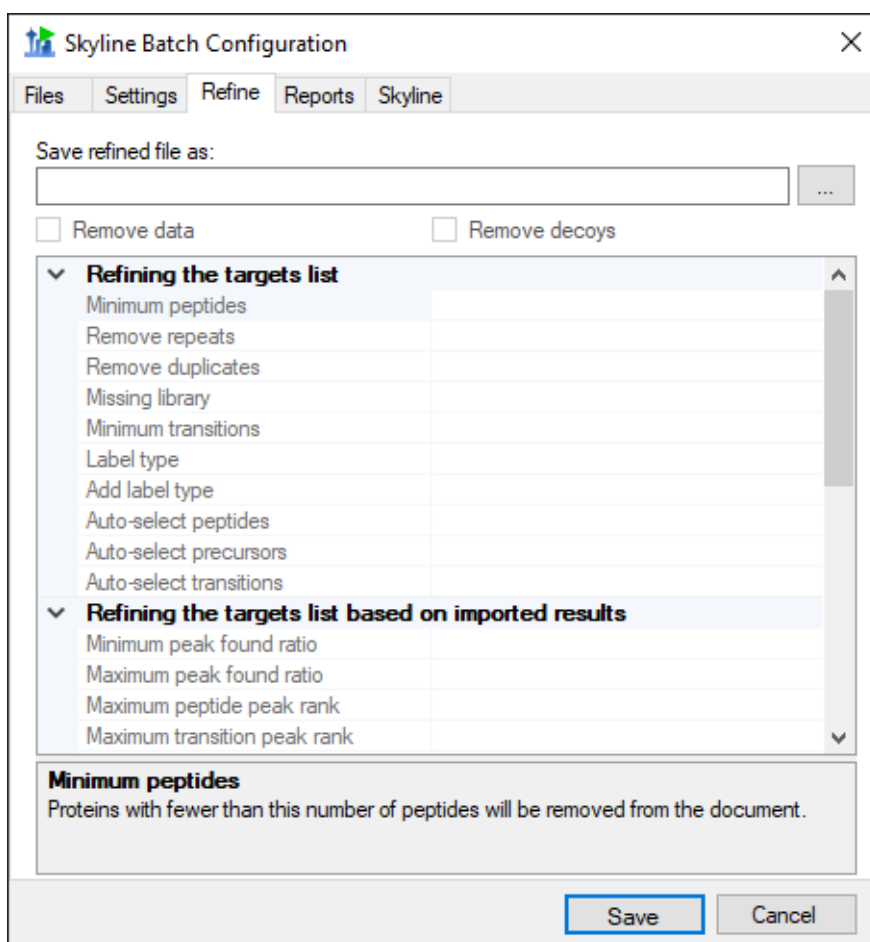 Skyline Batch Configuration
Files Settings Refine Reports Skyline
Save refined file as:
...
Remove data Remove decoys
Refining the targets list
Minimum peptides
Remove repeats
Remove duplicates
Missing library
Minimum transitions
Label type
Add label type
Auto-select peptides
Auto-select precursors
Auto-select transitions
Refining the targets list based on imported results
Minimum peak found ratio
Maximum peak found ratio
Maximum peptide peak rank
Maximum transition peak rank
Minimum peptides
Proteins with fewer than this number of peptides will be removed from the document.
Save Cancel